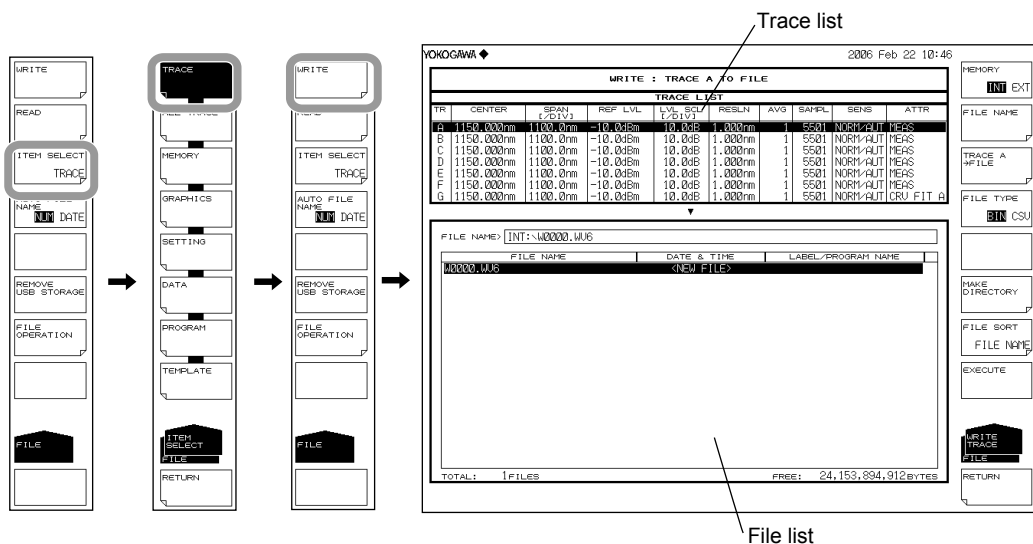 Trace list
WRITE
READ
ITEM SELECT
TRACE
NAME
NUM DATE
REMOVE
USB STORAGE
FILE
OPERATION
FILE
TRACE
MEMORY
GRAPHICS
SETTING
DATA
PROGRAM
TEMPLATE
ITEM
SELECT
FILE
RETURN
WRITE
ITEM SELECT
TRACE
AUTO FILE
NAME
NUM DATE
REMOVE
USB STORAGE
FILE
OPERATION
FILE
YOKOGAWA 2006 Feb 22 10:46
WRITE : TRACE A TO FILE
TRACE LIST
TR CENTER SPAN [/DIV] REF LVL LVL SCL [/DIV] RESLN AVG SAMPL SENS ATTR
A 1150.000nm 1100.0nm -10.0dBm 10.0dB 1.000nm 1 5501 NORM/AUT MEAS
B 1150.000nm 1100.0nm -10.0dBm 10.0dB 1.000nm 1 5501 NORM/AUT MEAS
C 1150.000nm 1100.0nm -10.0dBm 10.0dB 1.000nm 1 5501 NORM/AUT MEAS
D 1150.000nm 1100.0nm -10.0dBm 10.0dB 1.000nm 1 5501 NORM/AUT MEAS
E 1150.000nm 1100.0nm -10.0dBm 10.0dB 1.000nm 1 5501 NORM/AUT MEAS
F 1150.000nm 1100.0nm -10.0dBm 10.0dB 1.000nm 1 5501 NORM/AUT MEAS
G 1150.000nm 1100.0nm -10.0dBm 10.0dB 1.000nm 1 5501 NORM/AUT CRV FIT A
FILE NAME> INT:\W0000.WV6
FILE NAME DATE & TIME LABEL/PROGRAM NAME
W0000.WV6 <NEW FILE>
TOTAL: 1FILES FREE: 24,153,894,912BYTES
MEMORY
INT EXT
FILE NAME
TRACE A
→FILE
FILE TYPE
BIN CSV
MAKE
DIRECTORY
FILE SORT
FILE NAME
EXECUTE
WRITE
TRACE
FILE
RETURN
File list